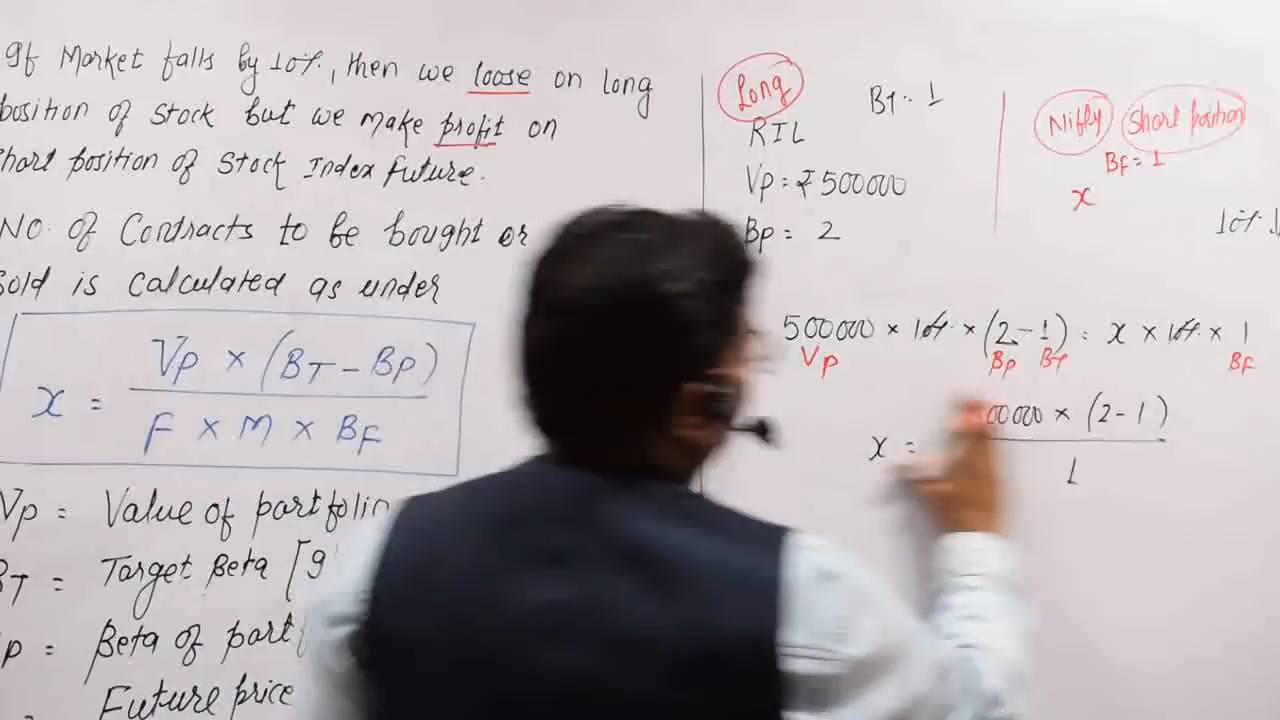 If Market falls by 10%, then we loose on long
position of stock but we make profit on
short position of Stock Index future.
No. of Contracts to be bought or
sold is calculated as under
x = Vp × (BT - Bp)
F × M × BF
Vp = Value of portfolio
BT = Target Beta [If
p = Beta of port
Future price
Long
BT = 1
RIL
Vp = ₹500000
Bp = 2
Nifty Short position
BF = 1
x
10%
500000 × 10% × (2 - 1) = x × 10% × 1
Vp Bp BT BF
x = 500000 × (2 - 1)
1